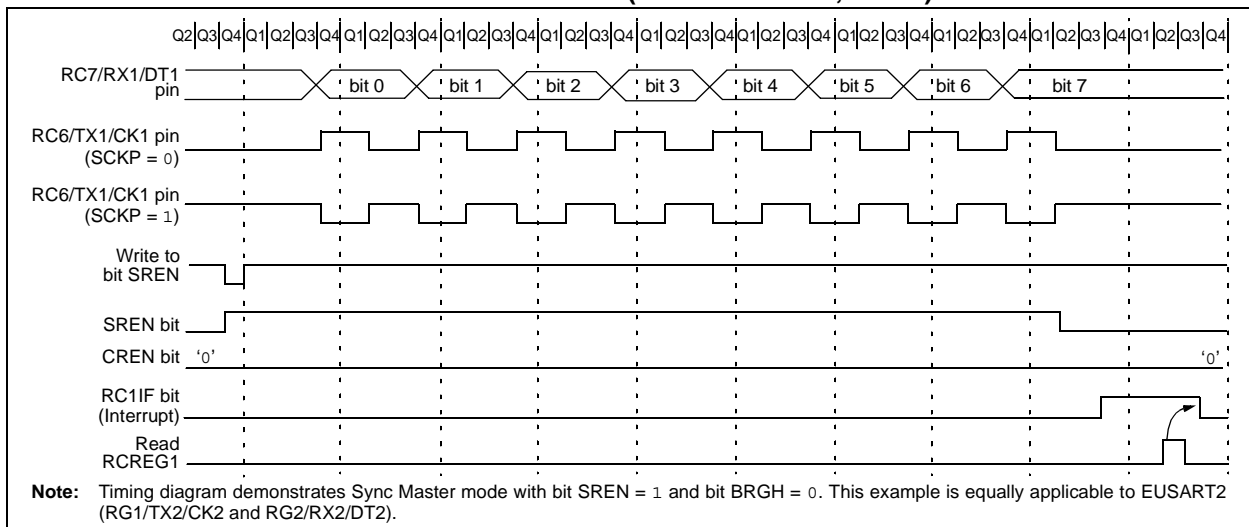 Q2 Q3 Q4 Q1 Q2 Q3 Q4 Q1 Q2 Q3 Q4 Q1 Q2 Q3 Q4 Q1 Q2 Q3 Q4 Q1 Q2 Q3 Q4 Q1 Q2 Q3 Q4 Q1 Q2 Q3 Q4 Q1 Q2 Q3 Q4 Q1 Q2 Q3 Q4 Q1 Q2 Q3 Q4
RC7/RX1/DT1
pin
bit 0 bit 1 bit 2 bit 3 bit 4 bit 5 bit 6 bit 7
RC6/TX1/CK1 pin
(SCKP = 0)
RC6/TX1/CK1 pin
(SCKP = 1)
Write to
bit SREN
SREN bit
CREN bit ‘0’ ‘0’
RC1IF bit
(Interrupt)
Read
RCREG1
Note: Timing diagram demonstrates Sync Master mode with bit SREN = 1 and bit BRGH = 0. This example is equally applicable to EUSART2
(RG1/TX2/CK2 and RG2/RX2/DT2).